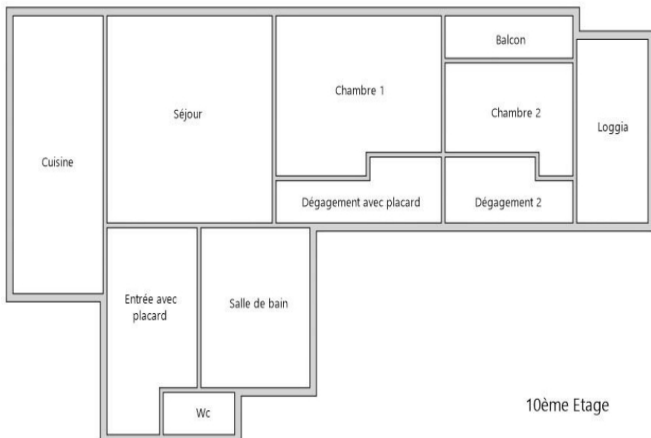 Balcon
Chambre 1
Séjour
Chambre 2
Loggia
Cuisine
Dégagement avec placard
Dégagement 2
Entrée avec
placard
Salle de bain
Wc
10ème Etage